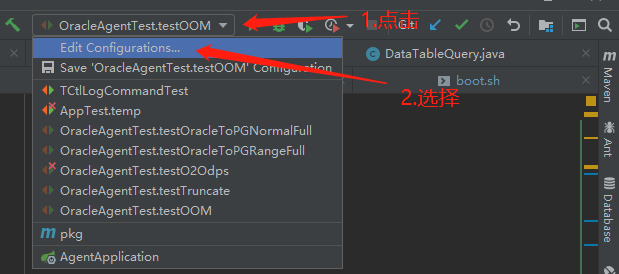 OracleAgentTest.testOOM
1.点击
Git:
Edit Configurations...
DataTableQuery.java
Save 'OracleAgentTest.testOOM' Configuration
boot.sh
2.选择
TCtlLogCommandTest
AppTest.temp
OracleAgentTest.testOracleToPGNormalFull
OracleAgentTest.testOracleToPGRangeFull
OracleAgentTest.testO2Odps
OracleAgentTest.testTruncate
OracleAgentTest.testOOM
pkg
AgentApplication
Maven
Ant
Database